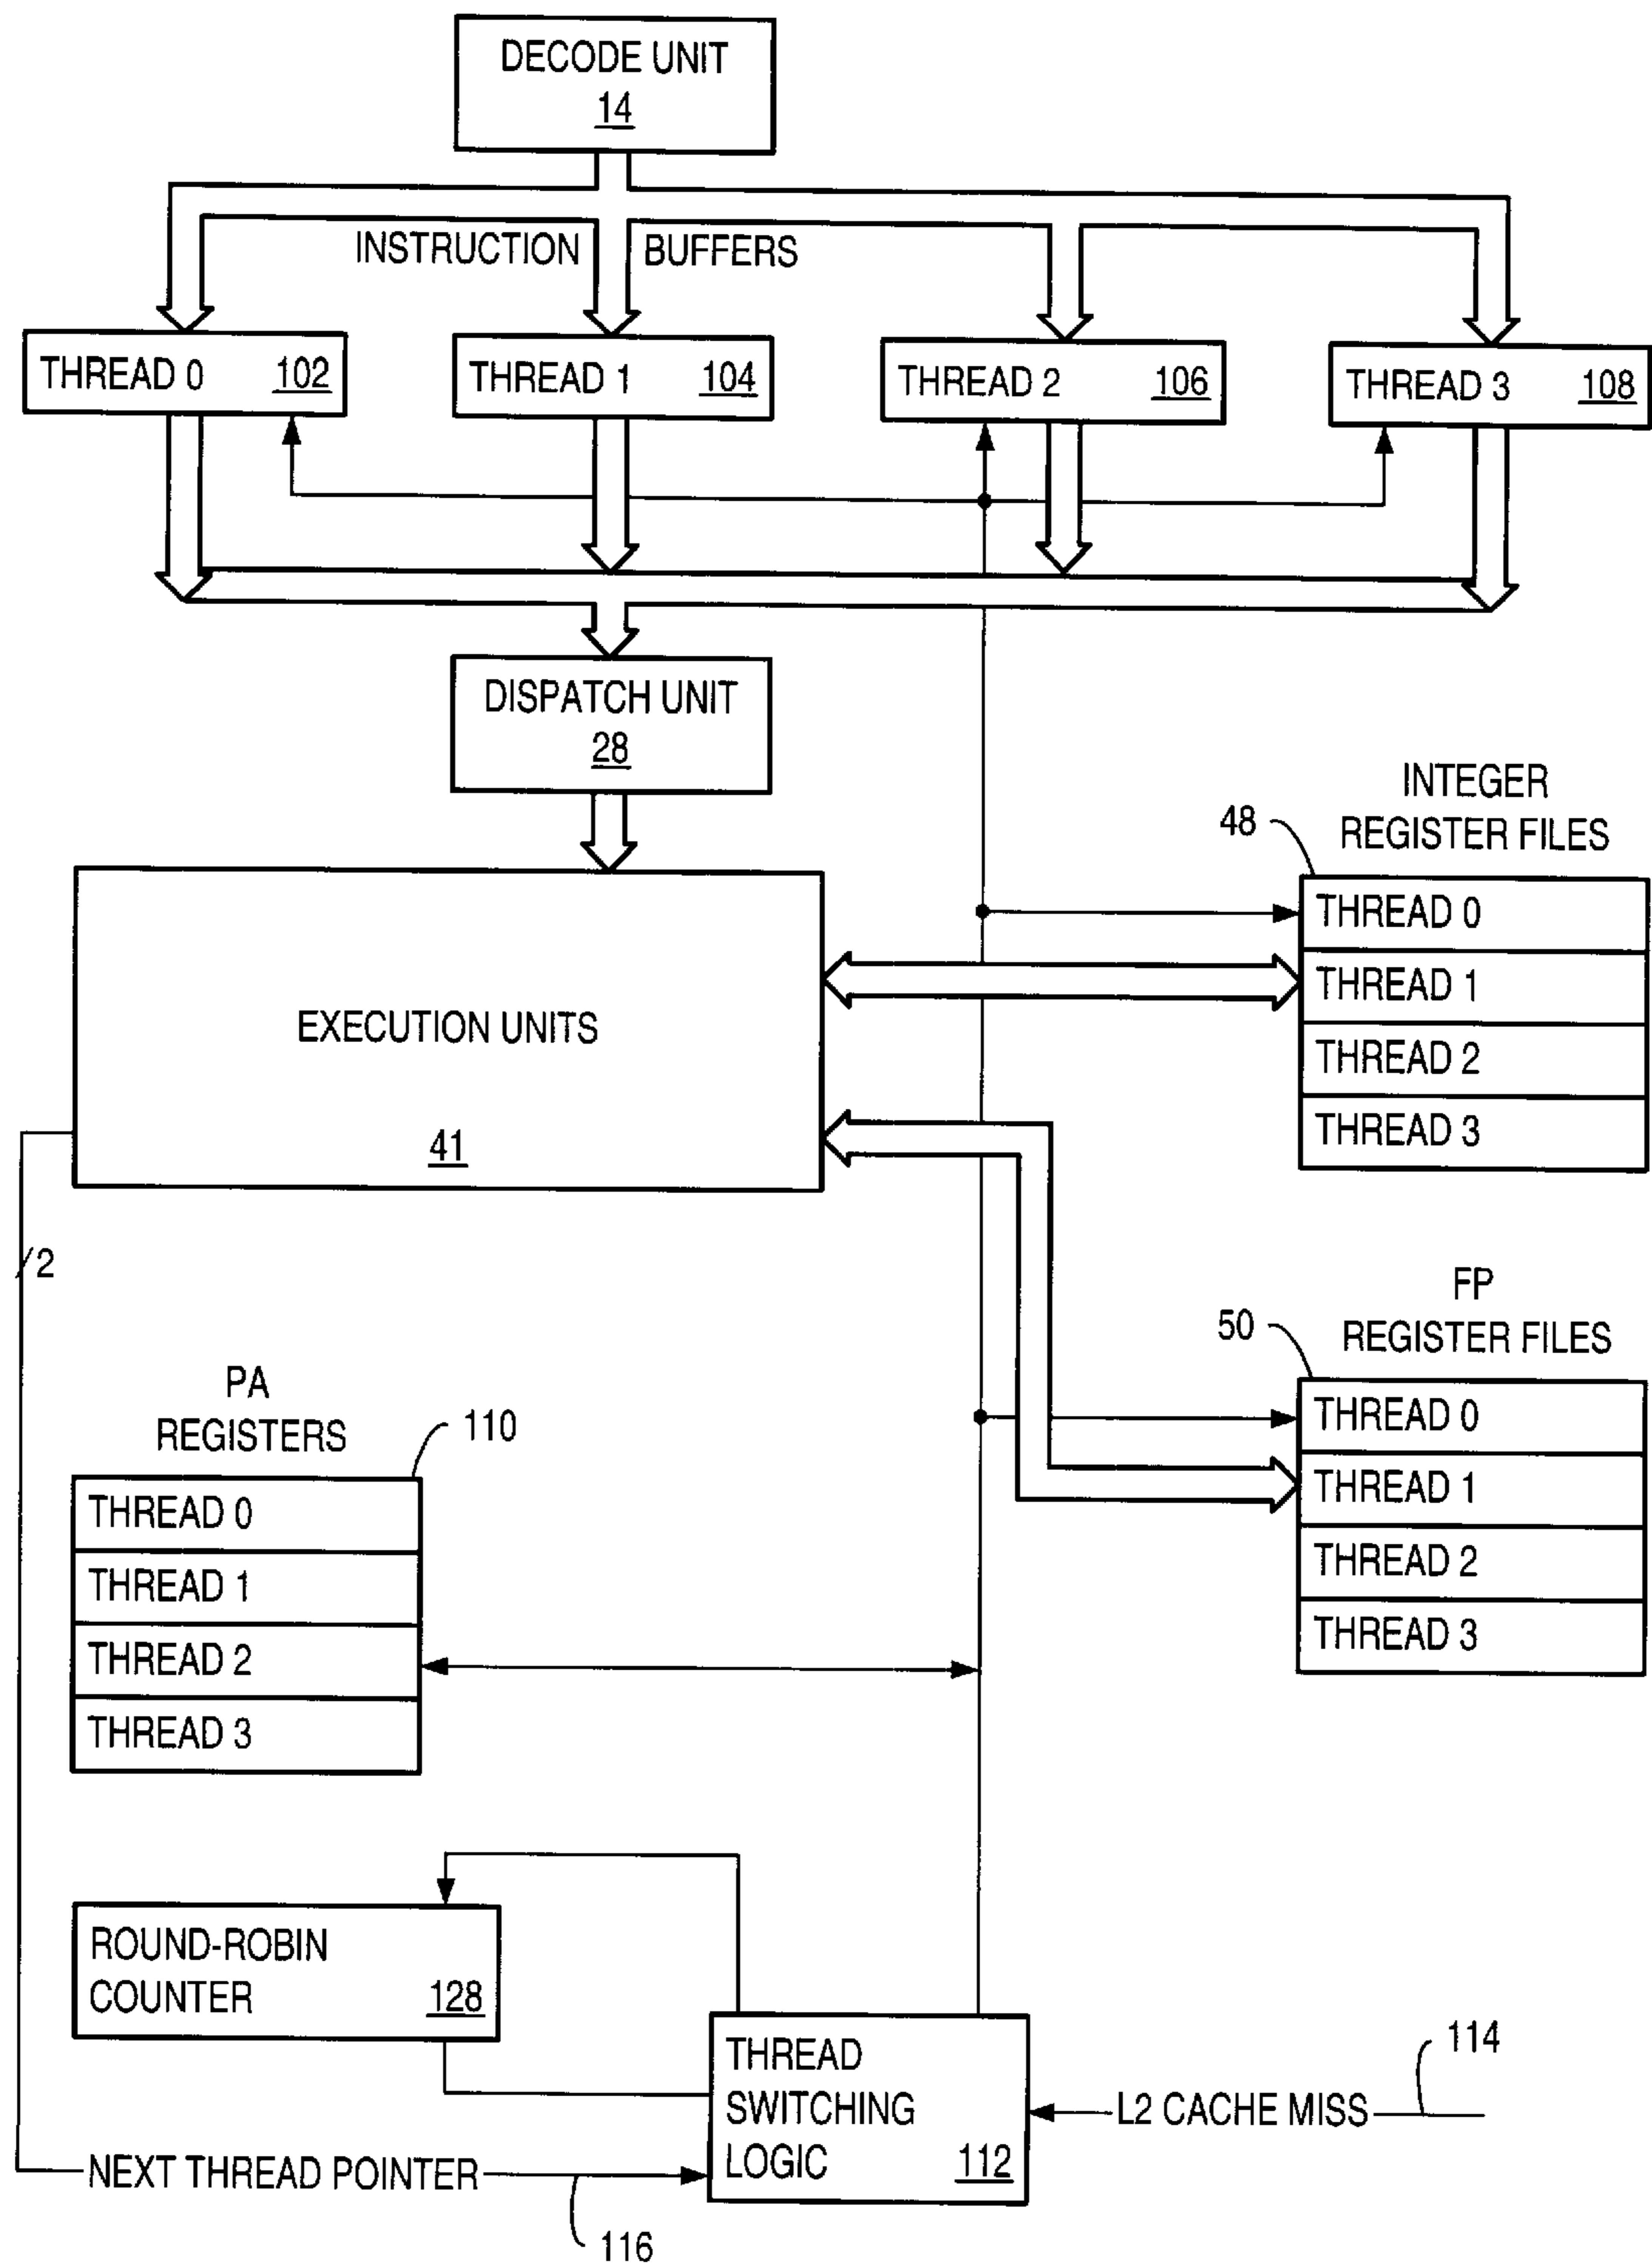 DECODE UNIT
14
INSTRUCTION BUFFERS
THREAD 0 102
THREAD 1 104
THREAD 2 106
THREAD 3 108
DISPATCH UNIT
28
INTEGER
REGISTER FILES
48
THREAD 0
THREAD 1
THREAD 2
THREAD 3
EXECUTION UNITS
41
/2
FP
REGISTER FILES
50
THREAD 0
THREAD 1
THREAD 2
THREAD 3
PA
REGISTERS
110
THREAD 0
THREAD 1
THREAD 2
THREAD 3
ROUND-ROBIN
COUNTER 128
THREAD
SWITCHING
LOGIC 112
114
L2 CACHE MISS
NEXT THREAD POINTER
116